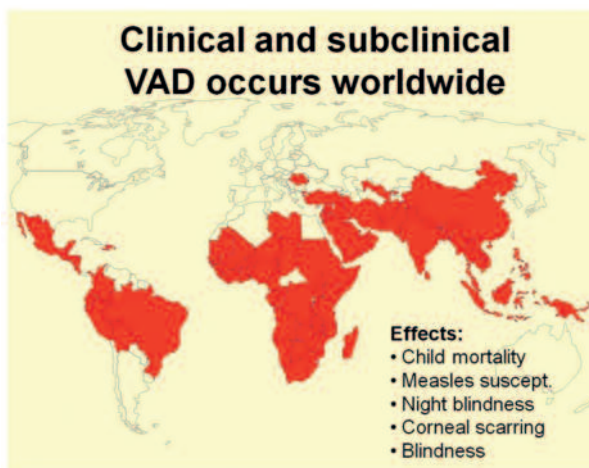 Clinical and subclinical
VAD occurs worldwide
Effects:
• Child mortality
• Measles suscept.
• Night blindness
• Corneal scarring
• Blindness